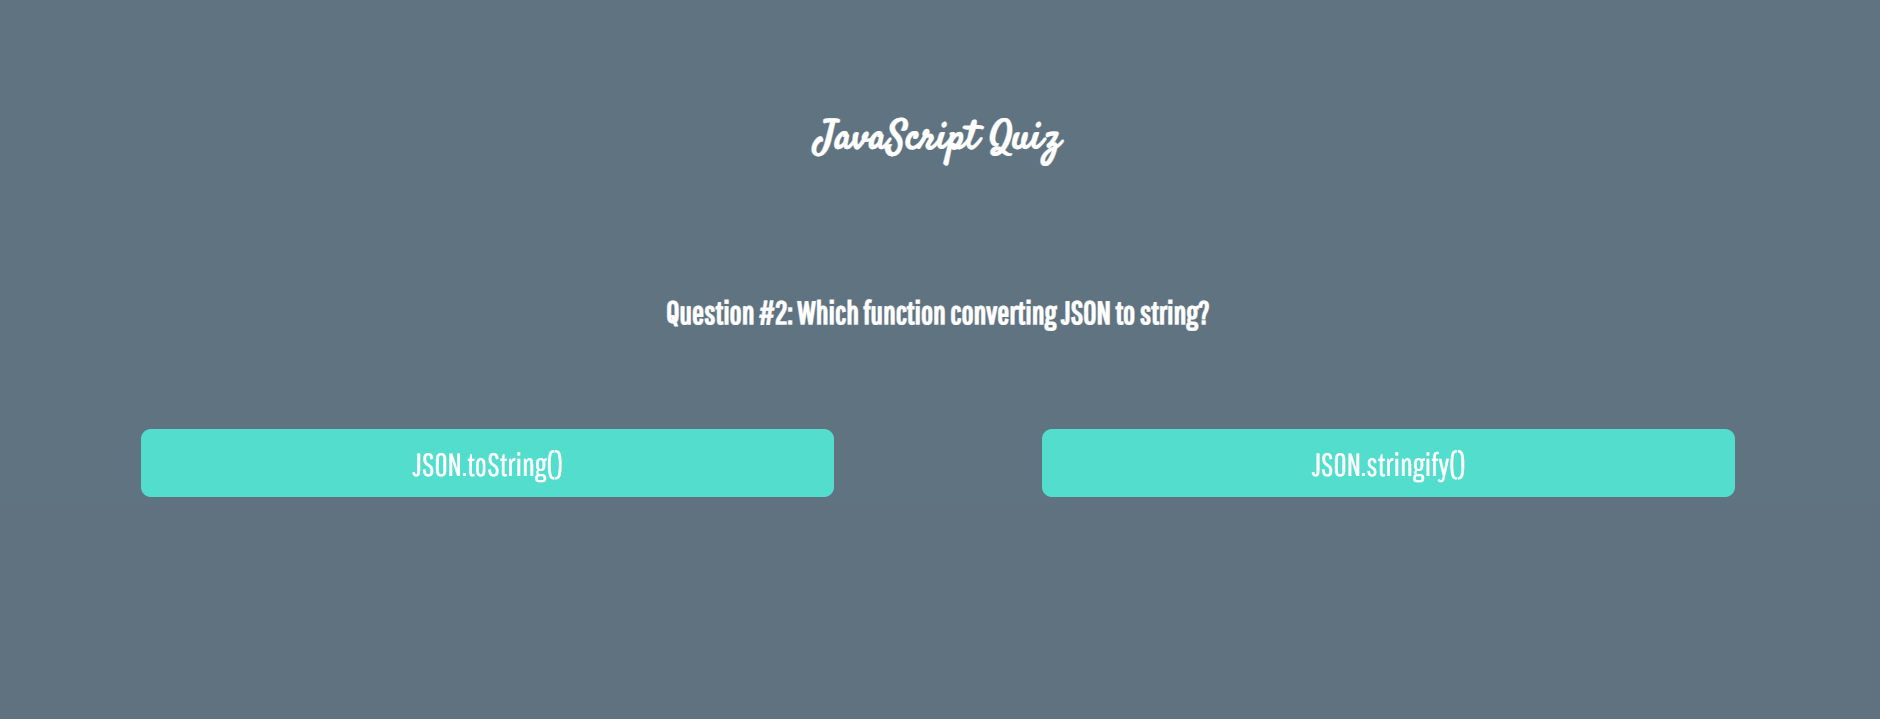 JavaScript Quiz
Question #2: Which function converting JSON to string?
JSON.toString()
JSON.stringify()